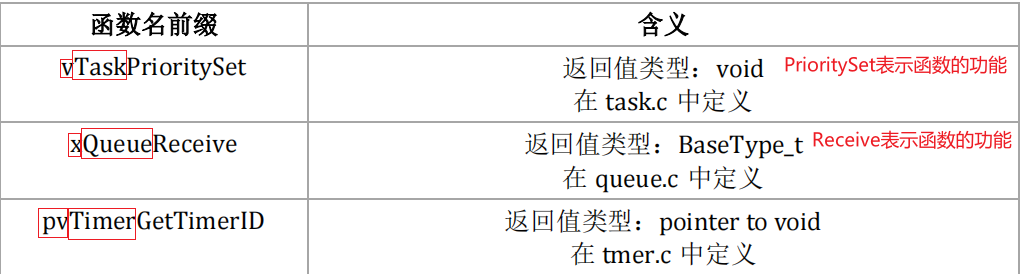 函数名前缀 含义
vTaskPrioritySet 返回值类型：void PrioritySet表示函数的功能
在 task.c 中定义
xQueueReceive 返回值类型：BaseType_t Receive表示函数的功能
在 queue.c 中定义
pvTimerGetTimerID 返回值类型：pointer to void
在 tmer.c 中定义